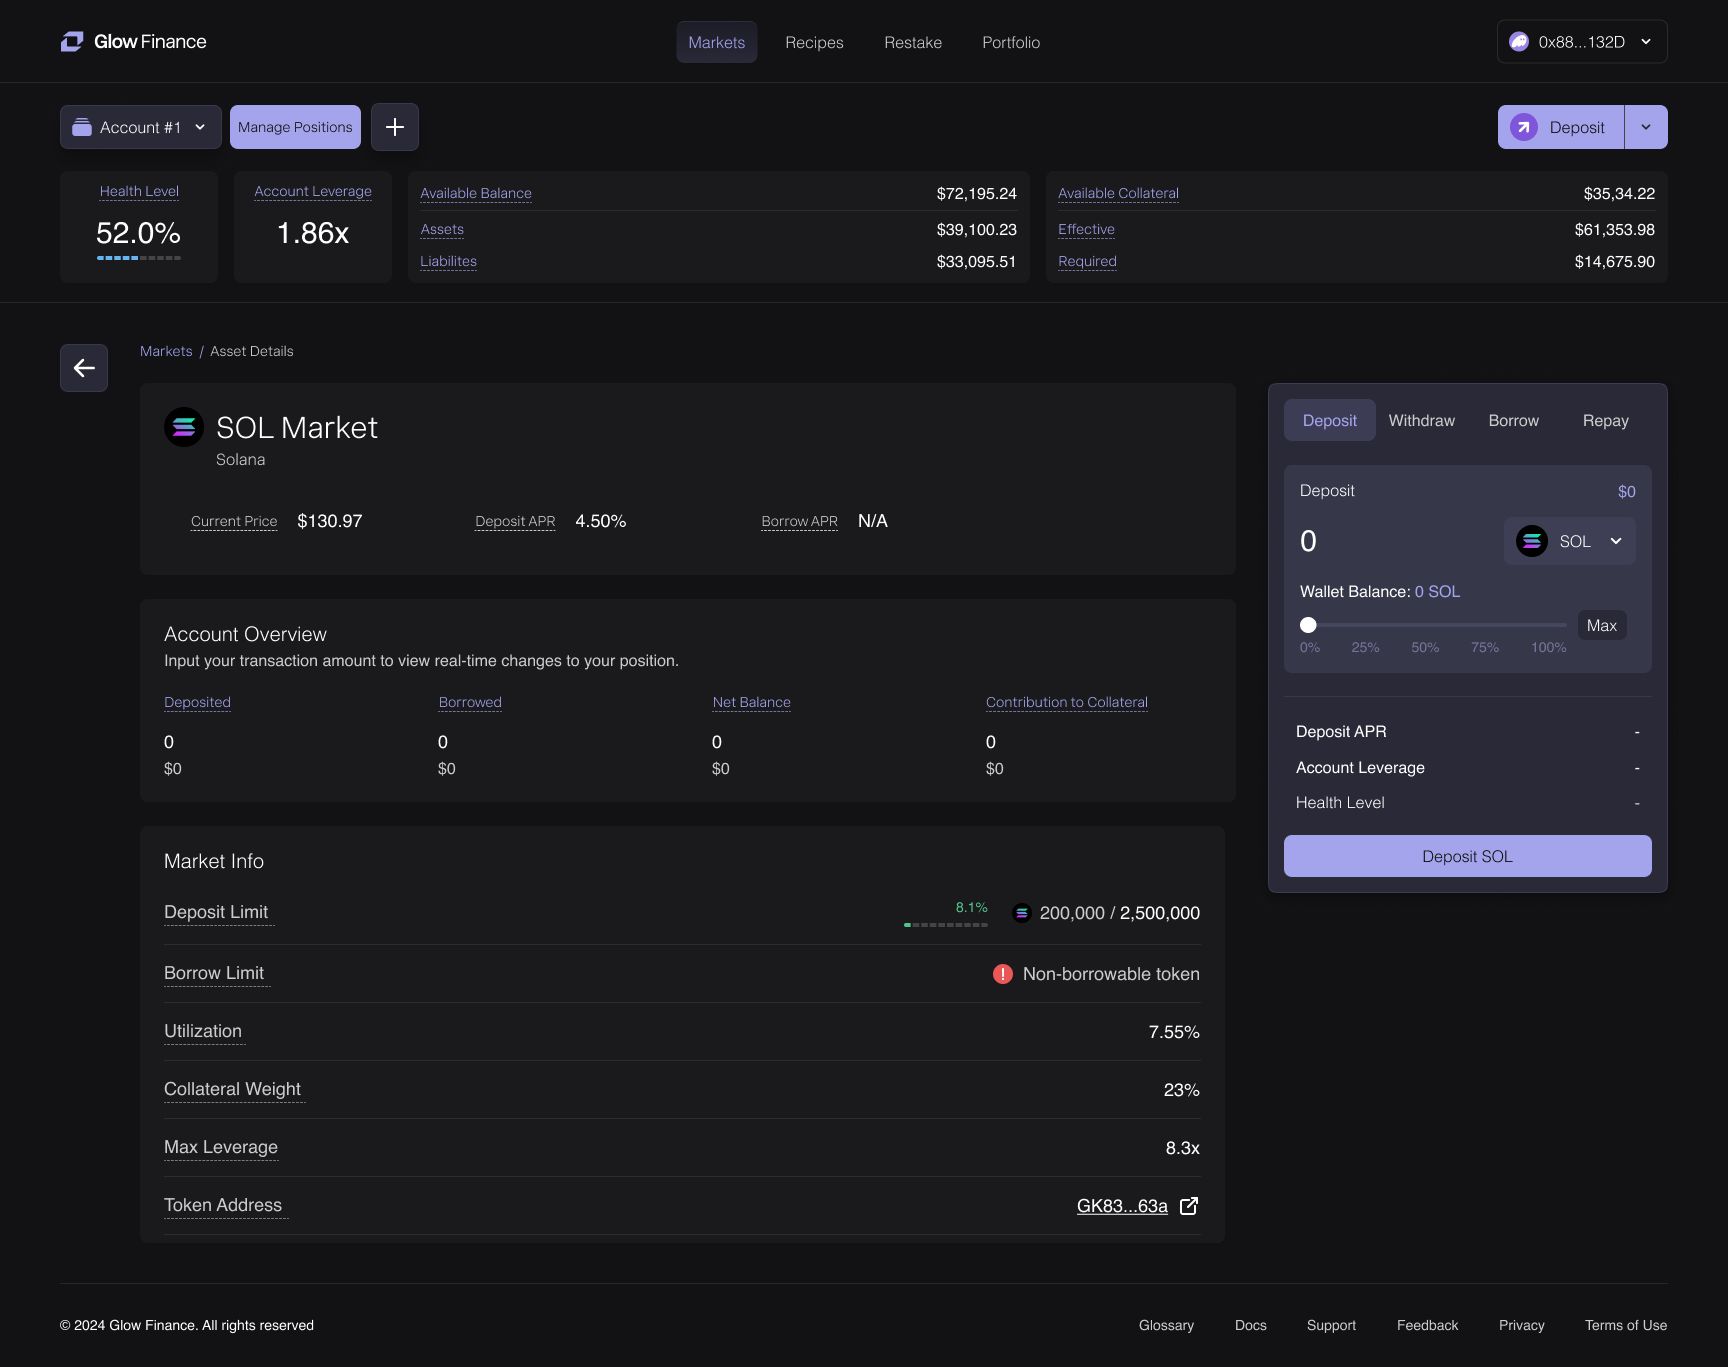 Glow Finance
Markets Recipes Restake Portfolio
0x88...132D
Account #1
Manage Positions
Deposit
Health Level
52.0%
Account Leverage
1.86x
Available Balance $72,195.24
Assets $39,100.23
Liabilites $33,095.51
Available Collateral $35,34.22
Effective $61,353.98
Required $14,675.90
Markets / Asset Details
SOL Market
Solana
Current Price $130.97 Deposit APR 4.50% Borrow APR N/A
Account Overview
Input your transaction amount to view real-time changes to your position.
Deposited Borrowed Net Balance Contribution to Collateral
0 0 0 0
$0 $0 $0 $0
Market Info
Deposit Limit 8.1% 200,000 / 2,500,000
Borrow Limit Non-borrowable token
Utilization 7.55%
Collateral Weight 23%
Max Leverage 8.3x
Token Address GK83...63a
Deposit Withdraw Borrow Repay
Deposit $0
0 SOL
Wallet Balance: 0 SOL
Max
0% 25% 50% 75% 100%
Deposit APR -
Account Leverage -
Health Level -
Deposit SOL
© 2024 Glow Finance. All rights reserved
Glossary Docs Support Feedback Privacy Terms of Use